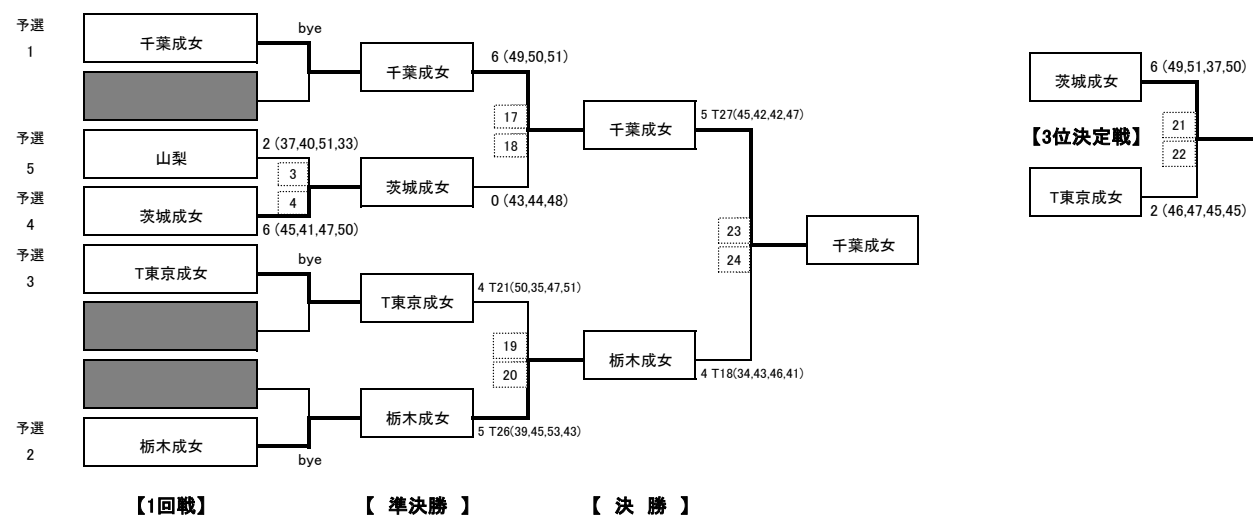 予選
1
千葉成女
bye
千葉成女
6 (49,50,51)
17
18
千葉成女
5 T27(45,42,42,47)
予選
5
山梨
2 (37,40,51,33)
3
4
茨城成女
0 (43,44,48)
予選
4
茨城成女
6 (45,41,47,50)
23
24
千葉成女
予選
3
T東京成女
bye
T東京成女
4 T21(50,35,47,51)
19
20
栃木成女
4 T18(34,43,46,41)
栃木成女
5 T26(39,45,53,43)
予選
2
栃木成女
bye
【1回戦】
【 準決勝 】
【 決 勝 】
茨城成女
6 (49,51,37,50)
【3位決定戦】
21
22
T東京成女
2 (46,47,45,45)